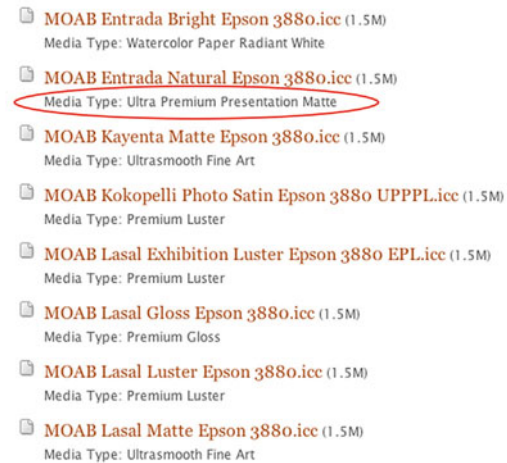 MOAB Entrada Bright Epson 3880.icc (1.5M)
Media Type: Watercolor Paper Radiant White
MOAB Entrada Natural Epson 3880.icc (1.5M)
Media Type: Ultra Premium Presentation Matte
MOAB Kayenta Matte Epson 3880.icc (1.5M)
Media Type: Ultrasmooth Fine Art
MOAB Kokopelli Photo Satin Epson 3880 UPPPL.icc (1.5M)
Media Type: Premium Luster
MOAB Lasal Exhibition Luster Epson 3880 EPL.icc (1.5M)
Media Type: Premium Luster
MOAB Lasal Gloss Epson 3880.icc (1.5M)
Media Type: Premium Gloss
MOAB Lasal Luster Epson 3880.icc (1.5M)
Media Type: Premium Luster
MOAB Lasal Matte Epson 3880.icc (1.5M)
Media Type: Ultrasmooth Fine Art